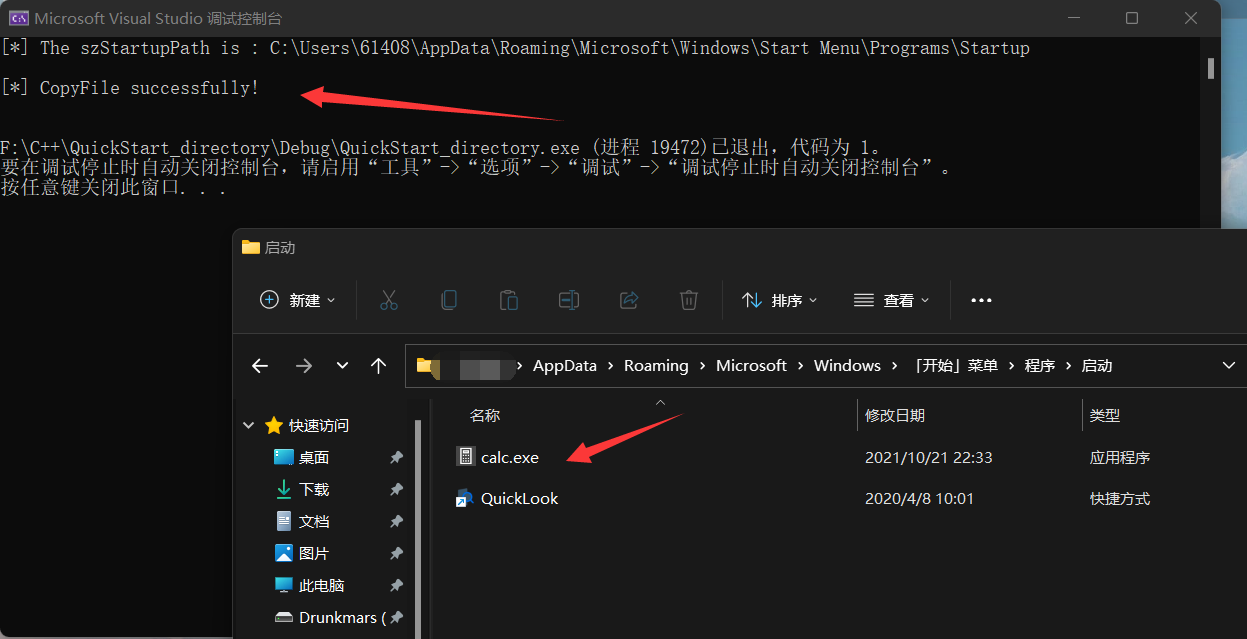 Microsoft Visual Studio 调试控制台
[*] The szStartupPath is : C:\Users\61408\AppData\Roaming\Microsoft\Windows\Start Menu\Programs\Startup
[*] CopyFile successfully!
F:\C++\QuickStart_directory\Debug\QuickStart_directory.exe (进程 19472)已退出，代码为 1。
要在调试停止时自动关闭控制台，请启用“工具”->“选项”->“调试”->“调试停止时自动关闭控制台”。
按任意键关闭此窗口. . .
启动
新建 排序 查看 •••
AppData › Roaming › Microsoft › Windows › 「开始」菜单 › 程序 › 启动
名称 修改日期 类型
calc.exe 2021/10/21 22:33 应用程序
QuickLook 2020/4/8 10:01 快捷方式
快速访问
桌面
下载
文档
图片
此电脑
Drunkmars (